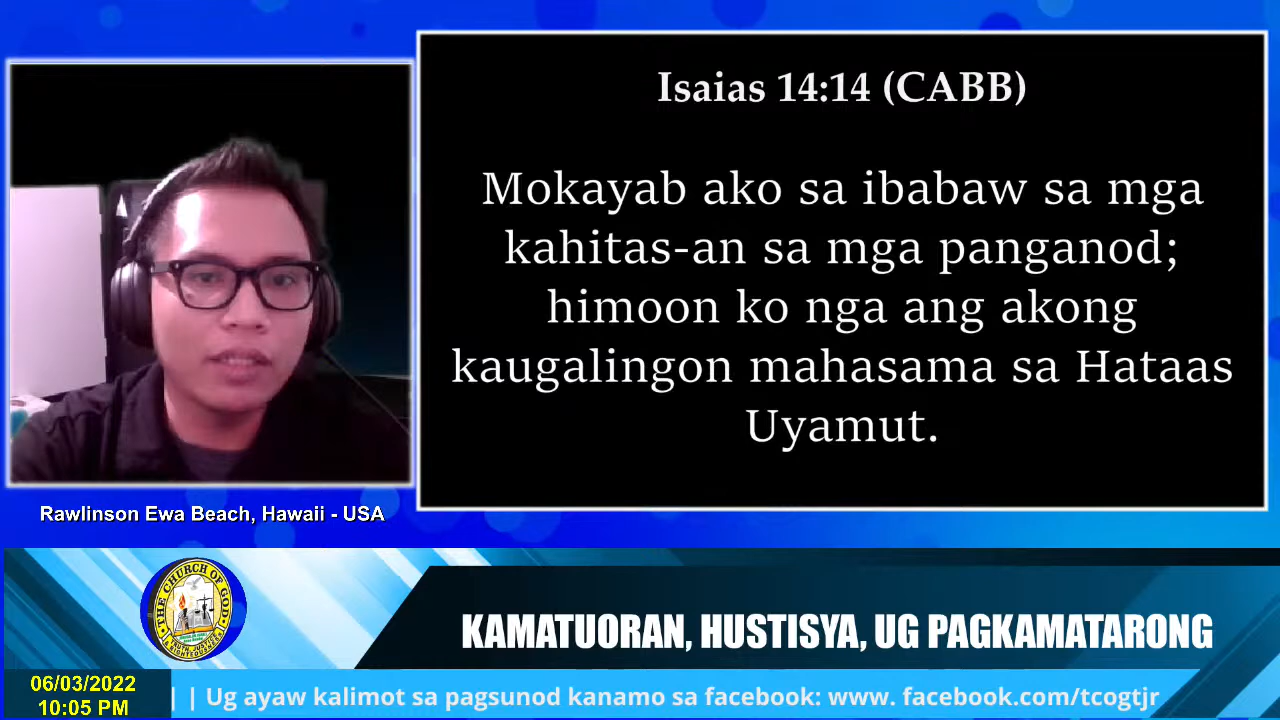 Isaias 14:14 (CABB)
Mokayab ako sa ibabaw sa mga
kahitas-an sa mga panganod;
himoon ko nga ang akong
kaugalingon mahasama sa Hataas
Uyamut.
Rawlinson Ewa Beach, Hawaii - USA
THE CHURCH OF GOD
KAMATUORAN, HUSTISYA, UG PAGKAMATARONG
06/03/2022
10:05 PM
| | Ug ayaw kalimot sa pagsunod kanamo sa facebook: www. facebook.com/tcogtjr